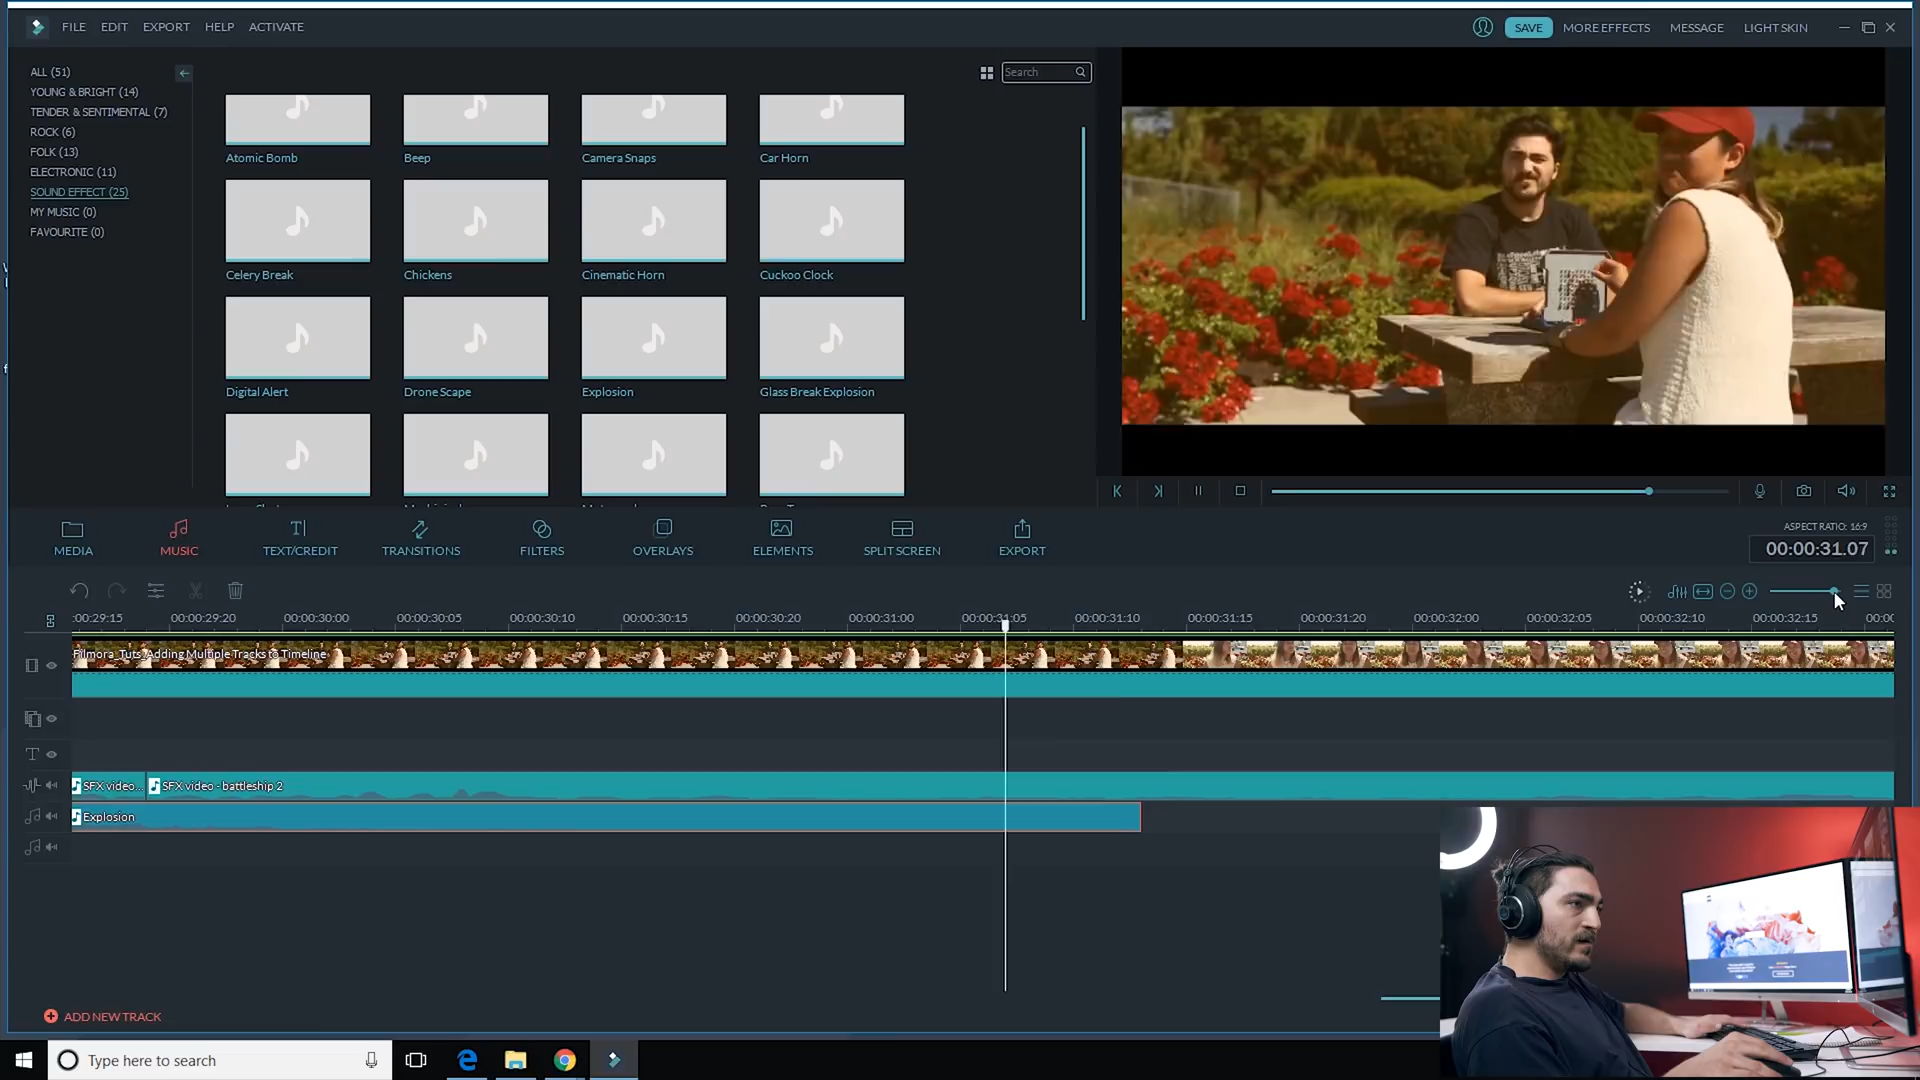 FILE EDIT EXPORT HELP ACTIVATE
SAVE MORE EFFECTS MESSAGE LIGHT SKIN
ALL (51)
YOUNG & BRIGHT (14)
TENDER & SENTIMENTAL (7)
ROCK (6)
FOLK (13)
ELECTRONIC (11)
SOUND EFFECT (25)
MY MUSIC (0)
FAVOURITE (0)
Search
Atomic Bomb Beep Camera Snaps Car Horn
Celery Break Chickens Cinematic Horn Cuckoo Clock
Digital Alert Drone Scape Explosion Glass Break Explosion
MEDIA MUSIC TEXT/CREDIT TRANSITIONS FILTERS OVERLAYS ELEMENTS SPLIT SCREEN EXPORT
ASPECT RATIO: 16:9
00:00:31.07
:00:29:15 00:00:29:20 00:00:30:00 00:00:30:05 00:00:30:10 00:00:30:15 00:00:30:20 00:00:31:00 00:00:31:05 00:00:31:10 00:00:31:15 00:00:31:20 00:00:32:00 00:00:32:05 00:00:32:10 00:00:32:15 00:00
Filmora_Tuts_Adding Multiple Tracks to Timeline
T
SFX video... SFX video - battleship 2
Explosion
ADD NEW TRACK
Type here to search